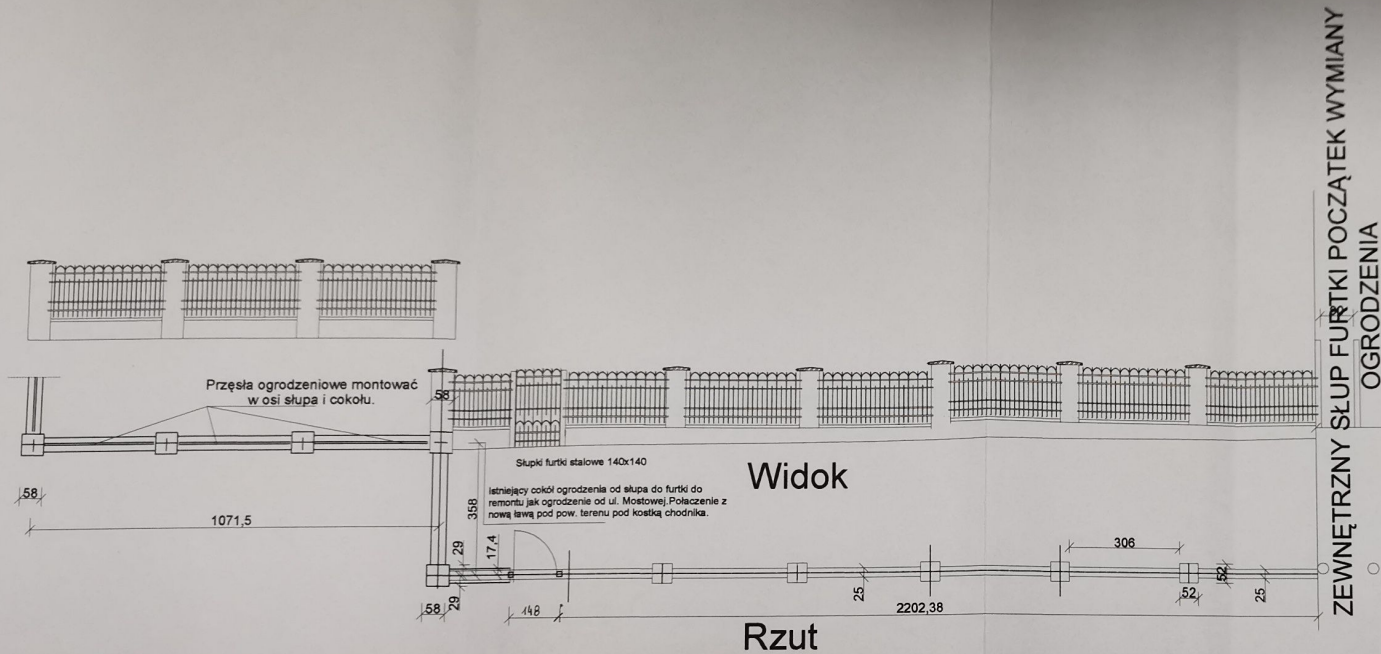 ZEWNĘTRZNY SŁUP FURTKI POCZĄTEK WYMIANY
OGRODZENIA
Przęsła ogrodzeniowe montować
w osi słupa i cokołu.
58
58
1071,5
Słupki furtki stalowe 140x140
Istniejący cokół ogrodzenia od słupa do furtki do
remontu jak ogrodzenie od ul. Mostowej.Połaczenie z
nową ławą pod pow. terenu pod kostką chodnika.
Widok
358
29
17,4
306
52
25
25
52
58
29
148
2202,38
Rzut